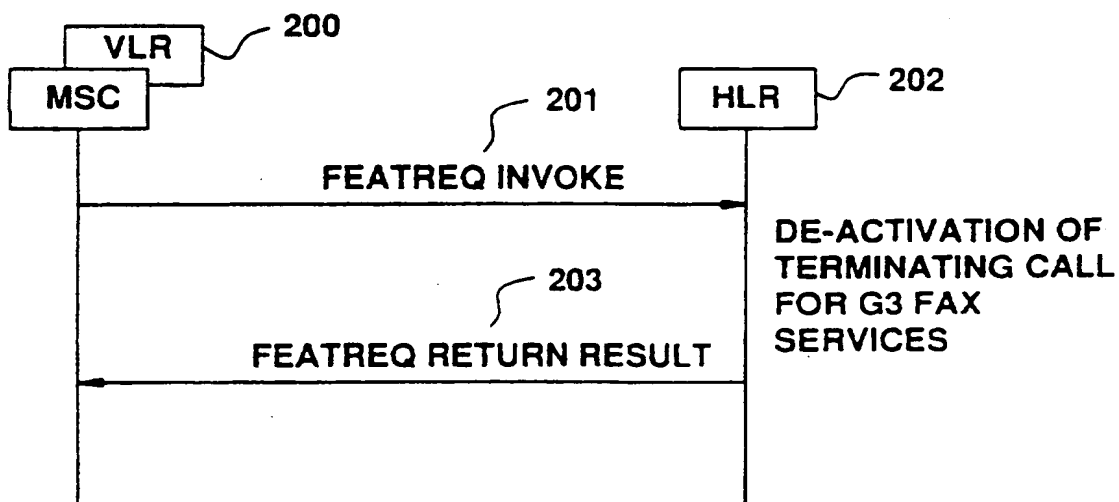 VLR
200
MSC
HLR
202
201
FEATREQ INVOKE
DE-ACTIVATION OF
TERMINATING CALL
FOR G3 FAX
SERVICES
203
FEATREQ RETURN RESULT